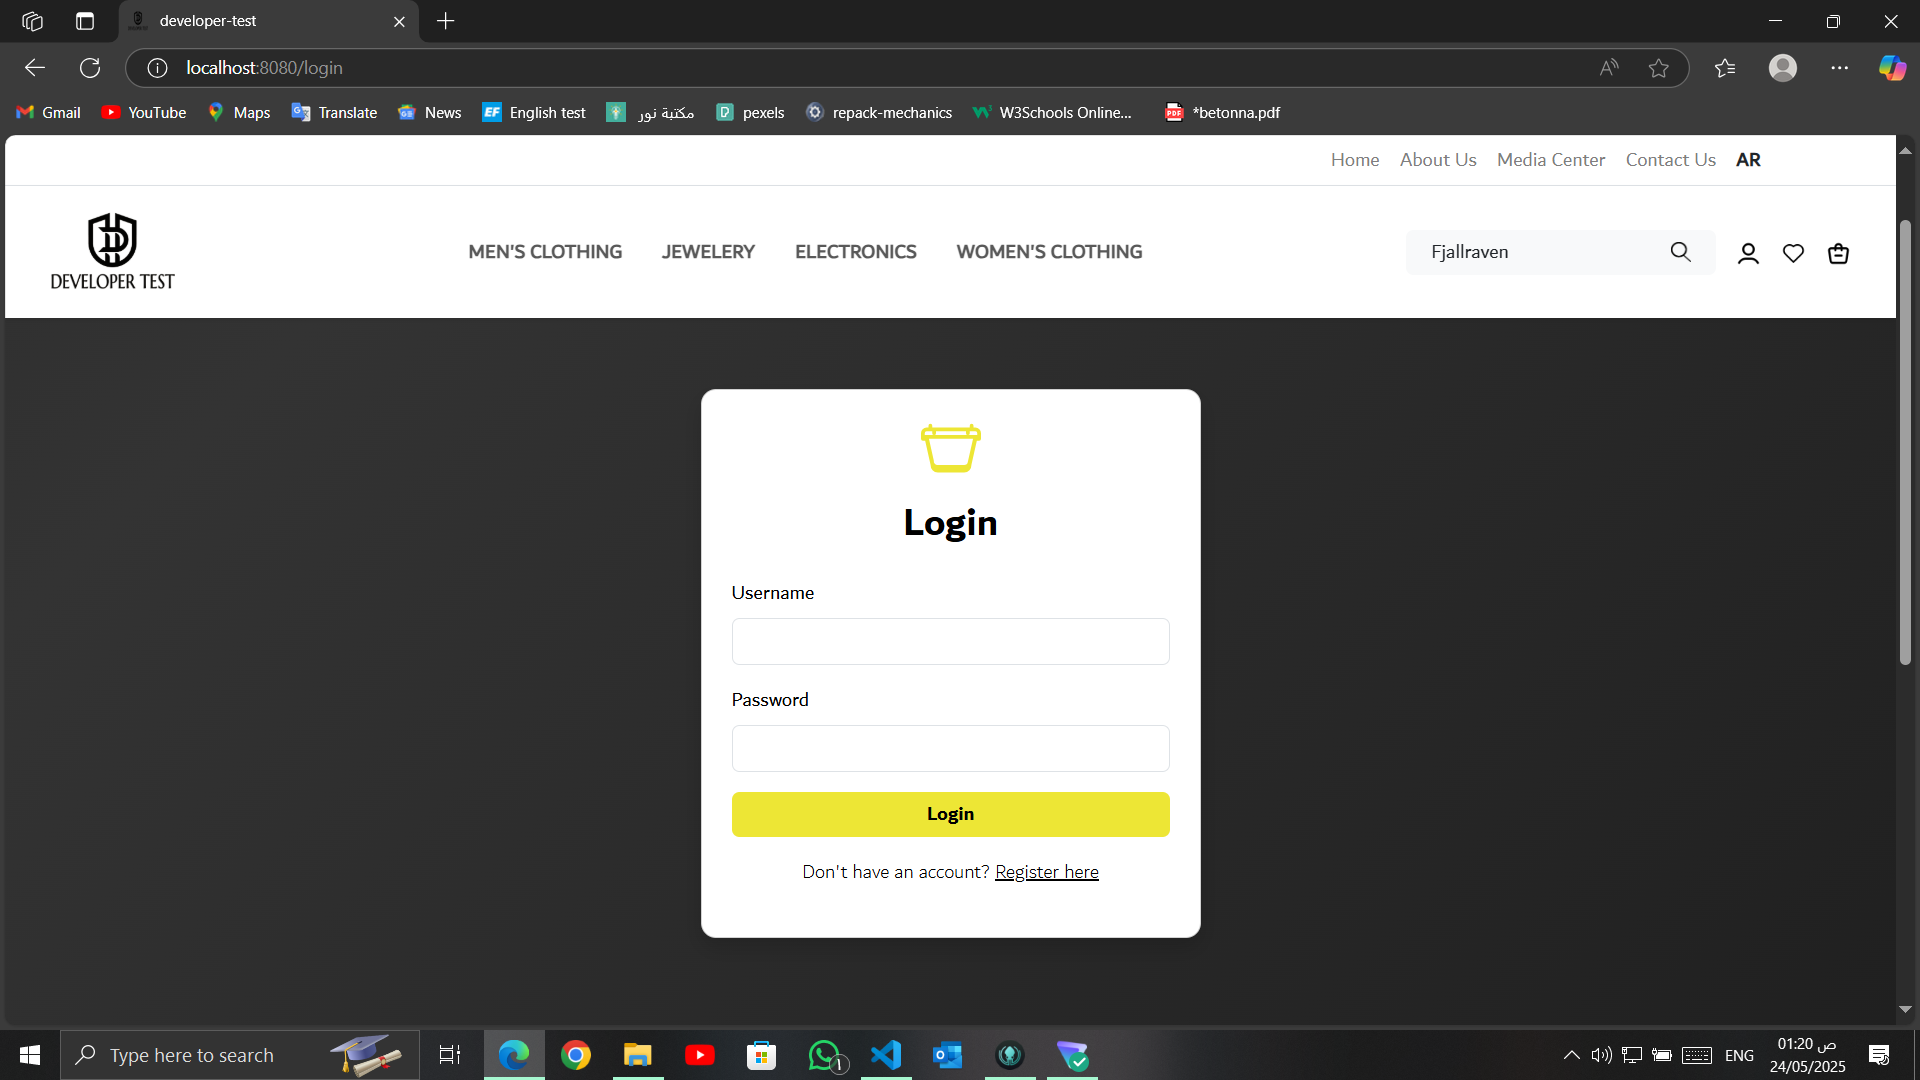 developer-test
localhost:8080/login
Gmail YouTube Maps Translate News English test مكتبة نور pexels repack-mechanics W3Schools Online... *betonna.pdf
Home About Us Media Center Contact Us AR
DEVELOPER TEST
MEN'S CLOTHING JEWELERY ELECTRONICS WOMEN'S CLOTHING
Fjallraven
Login
Username
Password
Login
Don't have an account? Register here
Type here to search
ENG
01:20 ص
24/05/2025